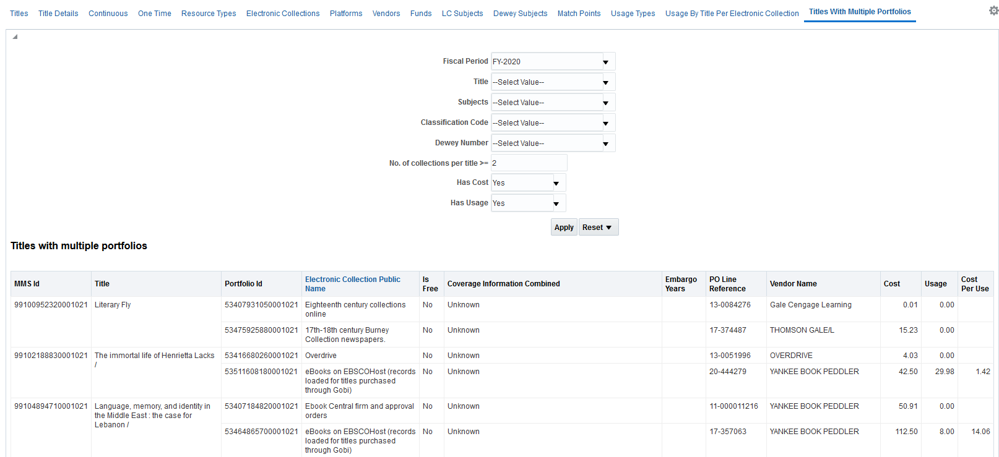 Titles Title Details Continuous One Time Resource Types Electronic Collections Platforms Vendors Funds LC Subjects Dewey Subjects Match Points Usage Types Usage By Title Per Electronic Collection Titles With Multiple Portfolios
Fiscal Period FY-2020
Title --Select Value--
Subjects --Select Value--
Classification Code --Select Value--
Dewey Number --Select Value--
No. of collections per title >= 2
Has Cost Yes
Has Usage Yes
Apply Reset
Titles with multiple portfolios
MMS Id Title Portfolio Id Electronic Collection Public Name Is Free Coverage Information Combined Embargo Years PO Line Reference Vendor Name Cost Usage Cost Per Use
99100952320001021 Literary Fly 53407931050001021 Eighteenth century collections No Unknown 13-0084276 Gale Cengage Learning 0.01 0.00
online
53475925880001021 17th-18th century Burney No Unknown 17-374487 THOMSON GALE/L 15.23 0.00
Collection newspapers.
99102188830001021 The immortal life of Henrietta Lacks 53416680260001021 Overdrive No Unknown 13-0051996 OVERDRIVE 4.03 0.00
/
53511608180001021 eBooks on EBSCOHost (records No Unknown 20-444279 YANKEE BOOK PEDDLER 42.50 29.98 1.42
loaded for titles purchased
through Gobi)
99104894710001021 Language, memory, and identity in 53407184820001021 Ebook Central firm and approval No Unknown 11-000011216 YANKEE BOOK PEDDLER 50.91 0.00
the Middle East : the case for orders
Lebanon /
53464865700001021 eBooks on EBSCOHost (records No Unknown 17-357063 YANKEE BOOK PEDDLER 112.50 8.00 14.06
loaded for titles purchased
through Gobi)